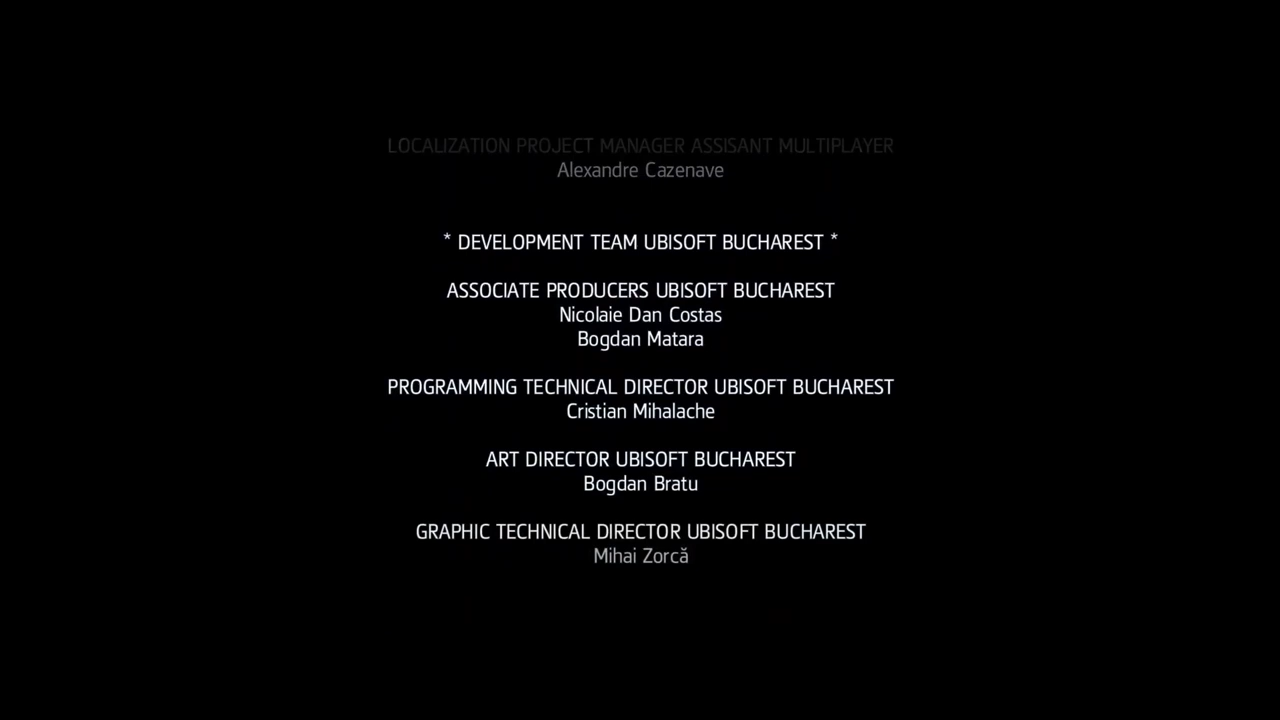 LOCALIZATION PROJECT MANAGER ASSISANT MULTIPLAYER
Alexandre Cazenave
* DEVELOPMENT TEAM UBISOFT BUCHAREST *
ASSOCIATE PRODUCERS UBISOFT BUCHAREST
Nicolaie Dan Costas
Bogdan Matara
PROGRAMMING TECHNICAL DIRECTOR UBISOFT BUCHAREST
Cristian Mihalache
ART DIRECTOR UBISOFT BUCHAREST
Bogdan Bratu
GRAPHIC TECHNICAL DIRECTOR UBISOFT BUCHAREST
Mihai Zorcă